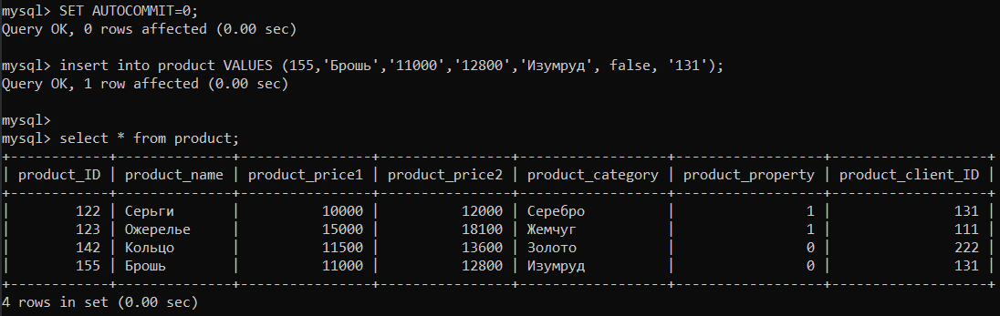 mysql> SET AUTOCOMMIT=0;
Query OK, 0 rows affected (0.00 sec)
mysql> insert into product VALUES (155,'Брошь','11000','12800','Изумруд', false, '131');
Query OK, 1 row affected (0.00 sec)
mysql>
mysql> select * from product;
+------------+--------------+----------------+----------------+------------------+------------------+-------------------+
| product_ID | product_name | product_price1 | product_price2 | product_category | product_property | product_client_ID |
+------------+--------------+----------------+----------------+------------------+------------------+-------------------+
| 122 | Серьги | 10000 | 12000 | Серебро | 1 | 131 |
| 123 | Ожерелье | 15000 | 18100 | Жемчуг | 1 | 111 |
| 142 | Кольцо | 11500 | 13600 | Золото | 0 | 222 |
| 155 | Брошь | 11000 | 12800 | Изумруд | 0 | 131 |
+------------+--------------+----------------+----------------+------------------+------------------+-------------------+
4 rows in set (0.00 sec)